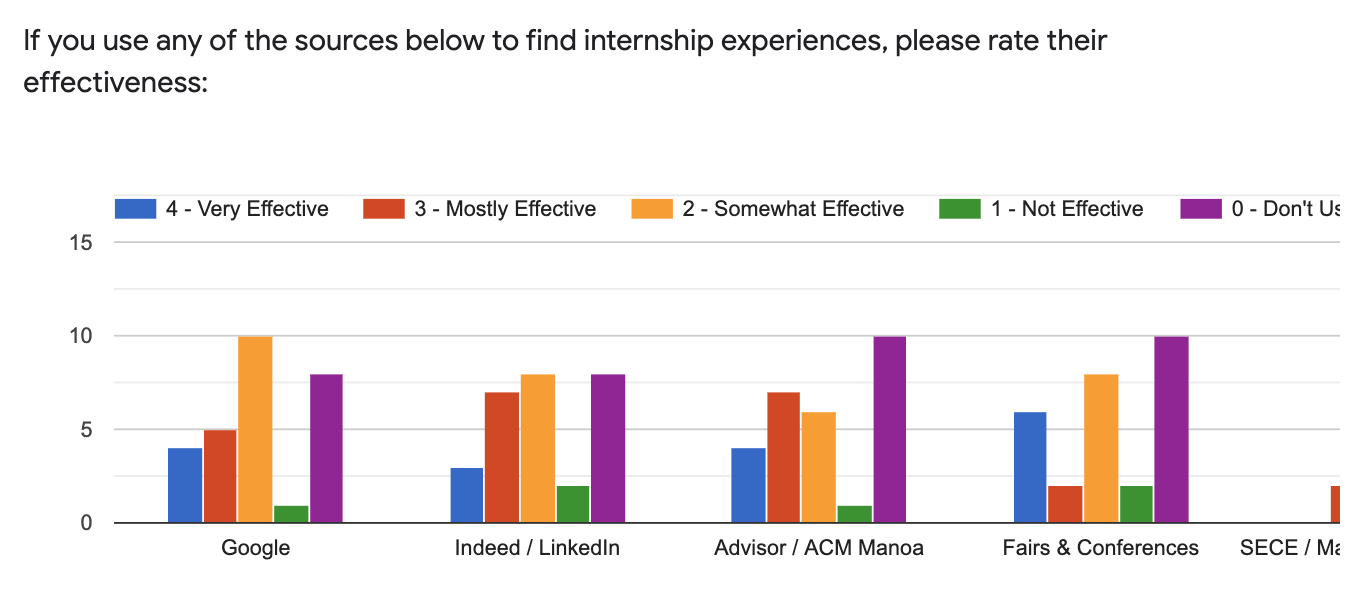 If you use any of the sources below to find internship experiences, please rate their
effectiveness:
4 - Very Effective 3 - Mostly Effective 2 - Somewhat Effective 1 - Not Effective 0 - Don't
15
10
5
0
Google Indeed / LinkedIn Advisor / ACM Manoa Fairs & Conferences SECE /